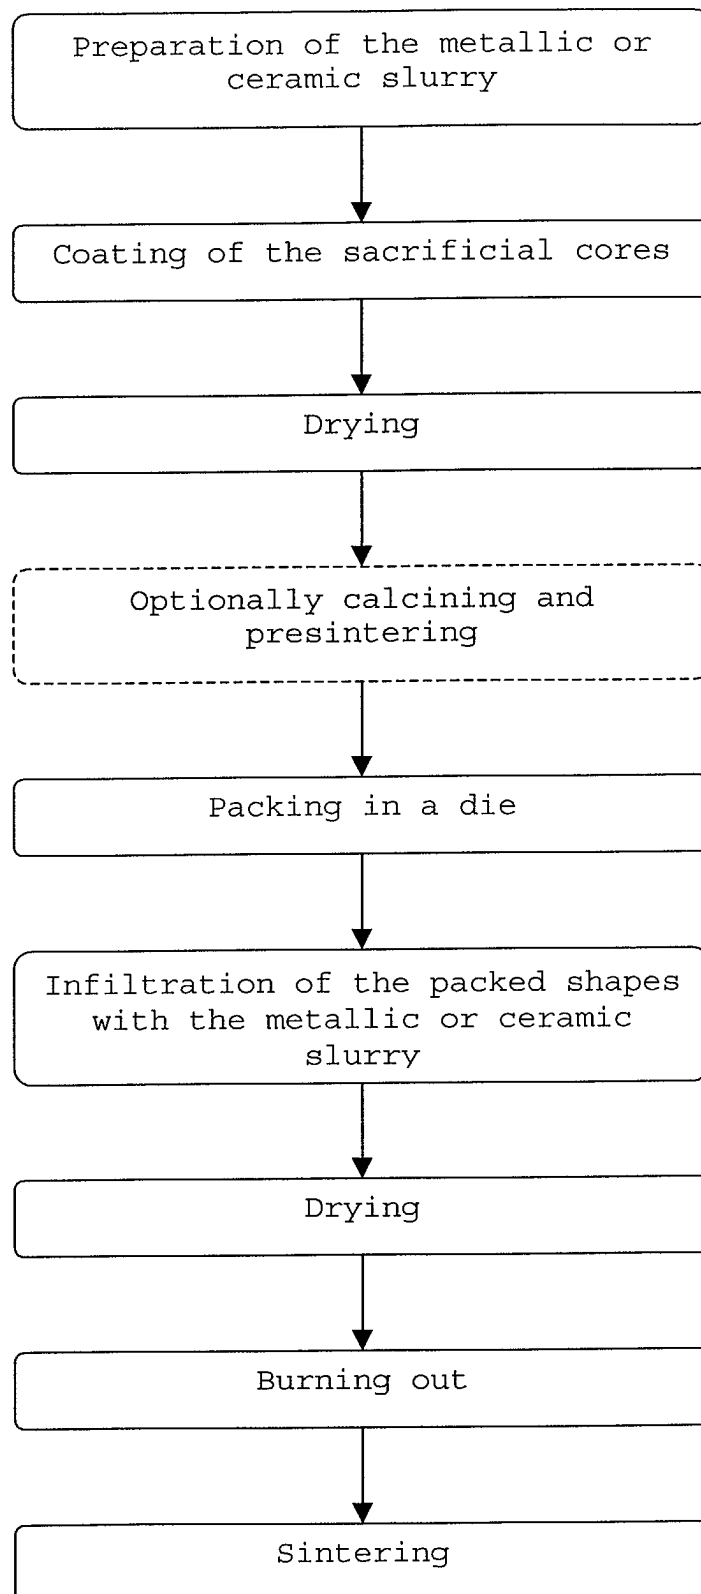 Preparation of the metallic or
ceramic slurry
Coating of the sacrificial cores
Drying
Optionally calcining and
presintering
Packing in a die
Infiltration of the packed shapes
with the metallic or ceramic
slurry
Drying
Burning out
Sintering